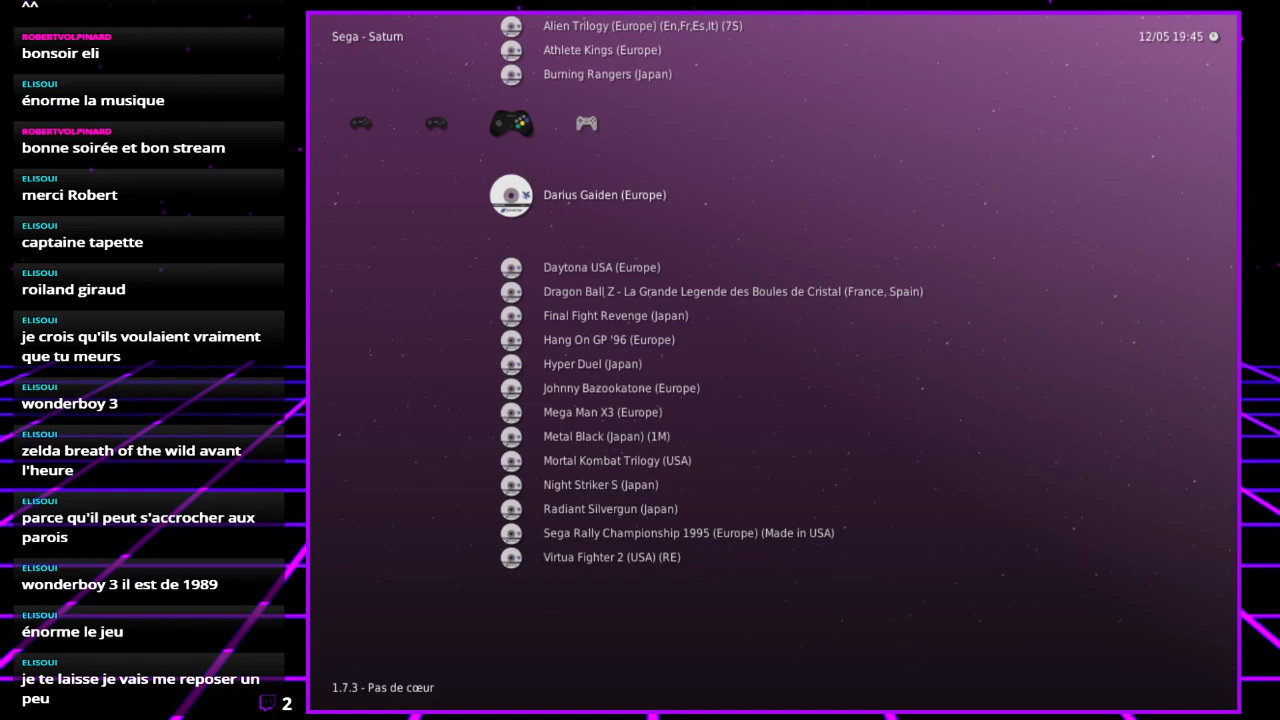 ^^
ROBERTVOLPINARD
bonsoir eli
ELISOUI
énorme la musique
ROBERTVOLPINARD
bonne soirée et bon stream
ELISOUI
merci Robert
ELISOUI
captaine tapette
ELISOUI
roiland giraud
ELISOUI
je crois qu'ils voulaient vraiment
que tu meurs
ELISOUI
wonderboy 3
ELISOUI
zelda breath of the wild avant
l'heure
ELISOUI
parce qu'il peut s'accrocher aux
parois
ELISOUI
wonderboy 3 il est de 1989
ELISOUI
énorme le jeu
ELISOUI
je te laisse je vais me reposer un
peu
2
Sega - Saturn
12/05 19:45
Alien Trilogy (Europe) (En,Fr,Es,It) (7S)
Athlete Kings (Europe)
Burning Rangers (Japan)
Darius Gaiden (Europe)
Daytona USA (Europe)
Dragon Ball Z - La Grande Legende des Boules de Cristal (France, Spain)
Final Fight Revenge (Japan)
Hang On GP '96 (Europe)
Hyper Duel (Japan)
Johnny Bazookatone (Europe)
Mega Man X3 (Europe)
Metal Black (Japan) (1M)
Mortal Kombat Trilogy (USA)
Night Striker S (Japan)
Radiant Silvergun (Japan)
Sega Rally Championship 1995 (Europe) (Made in USA)
Virtua Fighter 2 (USA) (RE)
1.7.3 - Pas de cœur